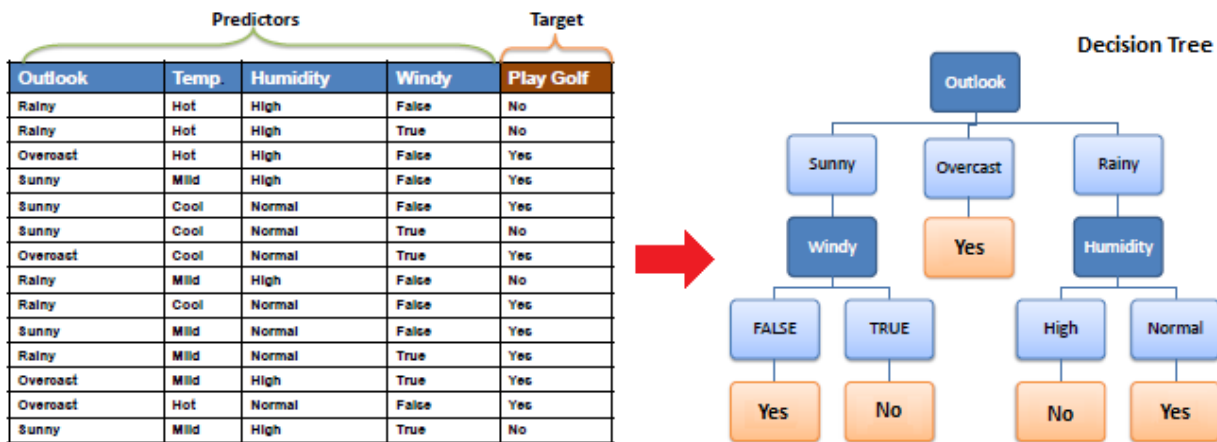 Predictors Target
Outlook Temp. Humidity Windy Play Golf
Rainy Hot High False No
Rainy Hot High True No
Overcast Hot High False Yes
Sunny Mild High False Yes
Sunny Cool Normal False Yes
Sunny Cool Normal True No
Overcast Cool Normal True Yes
Rainy Mild High False No
Rainy Cool Normal False Yes
Sunny Mild Normal False Yes
Rainy Mild Normal True Yes
Overcast Mild High True Yes
Overcast Hot Normal False Yes
Sunny Mild High True No
Decision Tree
Outlook
Sunny Overcast Rainy
Windy Yes Humidity
FALSE TRUE High Normal
Yes No No Yes